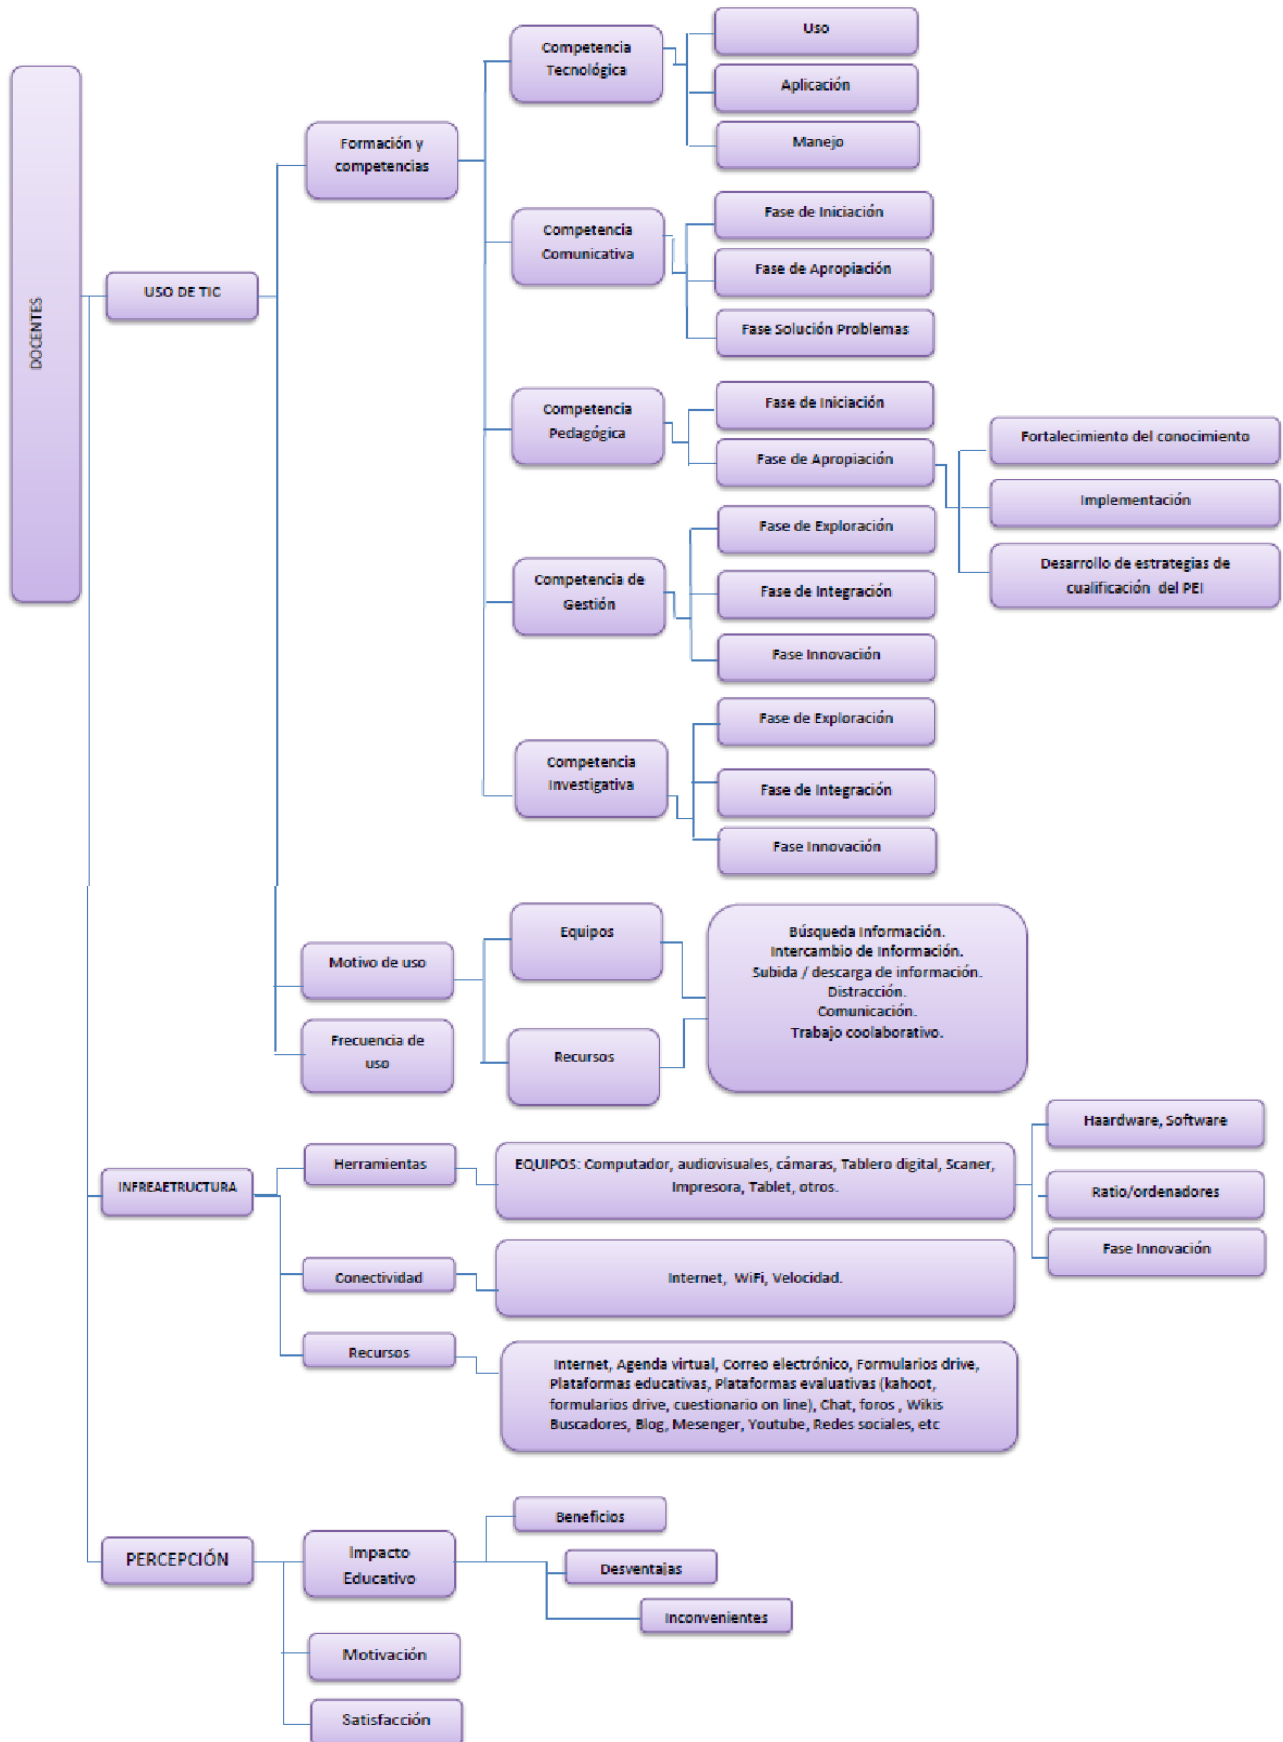 DOCENTES
USO DE TIC
Formación y
competencias
Competencia
Tecnológica
Uso
Aplicación
Manejo
Competencia
Comunicativa
Fase de Iniciación
Fase de Apropiación
Fase Solución Problemas
Competencia
Pedagógica
Fase de Iniciación
Fase de Apropiación
Fortalecimiento del conocimiento
Implementación
Desarrollo de estrategias de
cualificación del PEI
Competencia de
Gestión
Fase de Exploración
Fase de Integración
Fase Innovación
Competencia
Investigativa
Fase de Exploración
Fase de Integración
Fase Innovación
Motivo de uso
Equipos
Recursos
Búsqueda Información.
Intercambio de Información.
Subida / descarga de información.
Distracción.
Comunicación.
Trabajo coolaborativo.
Frecuencia de
uso
INFREAETRUCTURA
Herramientas
EQUIPOS: Computador, audiovisuales, cámaras, Tablero digital, Scaner,
Impresora, Tablet, otros.
Haardware, Software
Ratio/ordenadores
Fase Innovación
Conectividad
Internet, WiFi, Velocidad.
Recursos
Internet, Agenda virtual, Correo electrónico, Formularios drive,
Plataformas educativas, Plataformas evaluativas (kahoot,
formularios drive, cuestionario on line), Chat, foros , Wikis
Buscadores, Blog, Mesenger, Youtube, Redes sociales, etc
PERCEPCIÓN
Impacto
Educativo
Beneficios
Desventajas
Inconvenientes
Motivación
Satisfacción